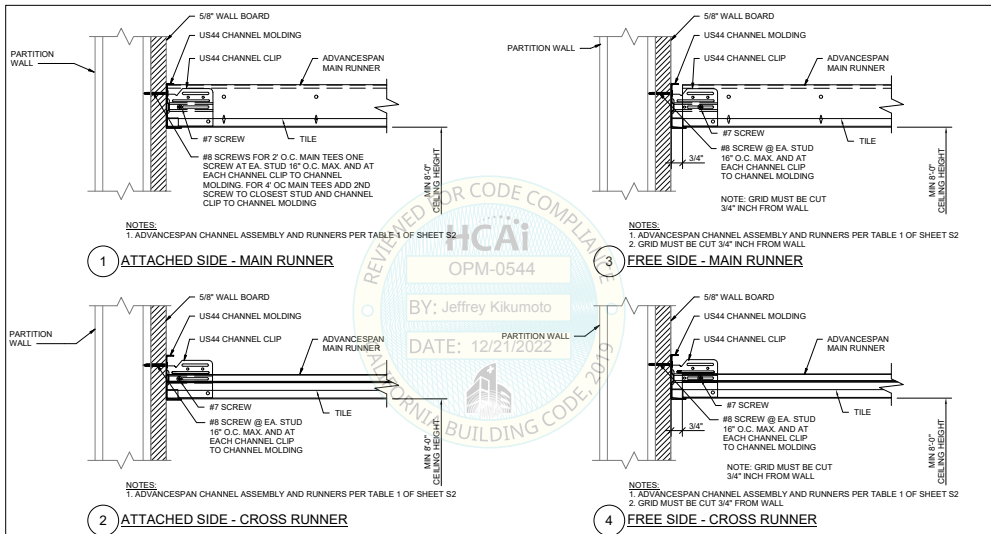 5/8" WALL BOARD
US44 CHANNEL MOLDING
PARTITION
WALL
US44 CHANNEL CLIP
ADVANCESPAN
MAIN RUNNER
#7 SCREW
TILE
#8 SCREWS FOR 2' O.C. MAIN TEES ONE
SCREW AT EA. STUD 16" O.C. MAX. AND AT
EACH CHANNEL CLIP TO CHANNEL
MOLDING. FOR 4' OC MAIN TEES ADD 2ND
SCREW TO CLOSEST STUD AND CHANNEL
CLIP TO CHANNEL MOLDING
MIN 8'-0"
CEILING HEIGHT
NOTES:
1. ADVANCESPAN CHANNEL ASSEMBLY AND RUNNERS PER TABLE 1 OF SHEET S2
1 ATTACHED SIDE - MAIN RUNNER
5/8" WALL BOARD
US44 CHANNEL MOLDING
PARTITION WALL
US44 CHANNEL CLIP
ADVANCESPAN
MAIN RUNNER
#7 SCREW
TILE
#8 SCREW @ EA. STUD
16" O.C. MAX. AND AT
EACH CHANNEL CLIP
TO CHANNEL MOLDING
3/4"
NOTE: GRID MUST BE CUT
3/4" INCH FROM WALL
MIN 8'-0"
CEILING HEIGHT
NOTES:
1. ADVANCESPAN CHANNEL ASSEMBLY AND RUNNERS PER TABLE 1 OF SHEET S2
2. GRID MUST BE CUT 3/4" INCH FROM WALL
3 FREE SIDE - MAIN RUNNER
REVIEWED FOR CODE COMPLIANCE
HCAi
OPM-0544
BY: Jeffrey Kikumoto
DATE: 12/21/2022
CALIFORNIA BUILDING CODE, 2019
5/8" WALL BOARD
US44 CHANNEL MOLDING
PARTITION
WALL
US44 CHANNEL CLIP
ADVANCESPAN
MAIN RUNNER
#7 SCREW
TILE
#8 SCREW @ EA. STUD
16" O.C. MAX. AND AT
EACH CHANNEL CLIP
TO CHANNEL MOLDING
MIN 8'-0"
CEILING HEIGHT
NOTES:
1. ADVANCESPAN CHANNEL ASSEMBLY AND RUNNERS PER TABLE 1 OF SHEET S2
2 ATTACHED SIDE - CROSS RUNNER
5/8" WALL BOARD
US44 CHANNEL MOLDING
PARTITION WALL
US44 CHANNEL CLIP
ADVANCESPAN
MAIN RUNNER
#7 SCREW
TILE
#8 SCREW @ EA. STUD
16" O.C. MAX. AND AT
EACH CHANNEL CLIP
TO CHANNEL MOLDING
3/4"
NOTE: GRID MUST BE CUT
3/4" INCH FROM WALL
MIN 8'-0"
CEILING HEIGHT
NOTES:
1. ADVANCESPAN CHANNEL ASSEMBLY AND RUNNERS PER TABLE 1 OF SHEET S2
2. GRID MUST BE CUT 3/4" FROM WALL
4 FREE SIDE - CROSS RUNNER